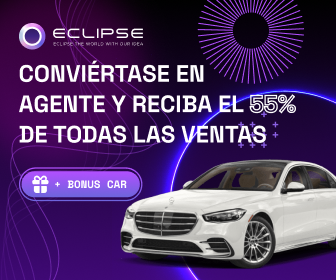 ECLIPSE
ECLIPSE THE WORLD WITH OUR IDEA
CONVIÉRTASE EN
AGENTE Y RECIBA EL 55%
DE TODAS LAS VENTAS
+ BONUS CAR